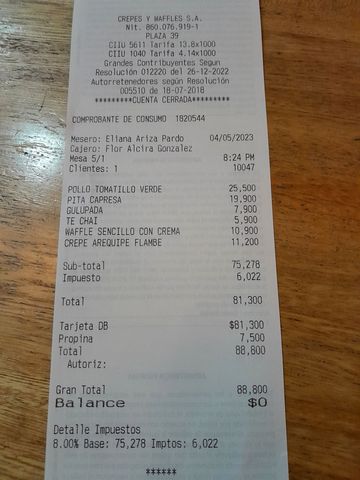 CREPES Y WAFFLES S.A.
Nit. 860.076.919-1
PLAZA 39
CIIU 5611 Tarifa 13.8x1000
CIIU 1040 Tarifa 4.14x1000
Grandes Contribuyentes Segun
Resolución 012220 del 26-12-2022
Autorretenedores según Resolución
005510 de 18-07-2018
*********CUENTA CERRADA*********
COMPROBANTE DE CONSUMO 1820544
Mesero: Eliana Ariza Pardo 04/05/2023
Cajero: Flor Alcira Gonzalez
Mesa 5/1 8:24 PM
Clientes: 1 10047
POLLO TOMATILLO VERDE 25,500
PITA CAPRESA 19,900
GULUPADA 7,900
TE CHAI 5,900
WAFFLE SENCILLO CON CREMA 10,900
CREPE AREQUIPE FLAMBE 11,200
Sub-total 75,278
Impuesto 6,022
Total 81,300
Tarjeta DB $81,300
Propina 7,500
Total 88,800
Autoriz:
Gran Total 88,800
Balance $0
Detalle Impuestos
8.00% Base: 75,278 Imptos: 6,022
******